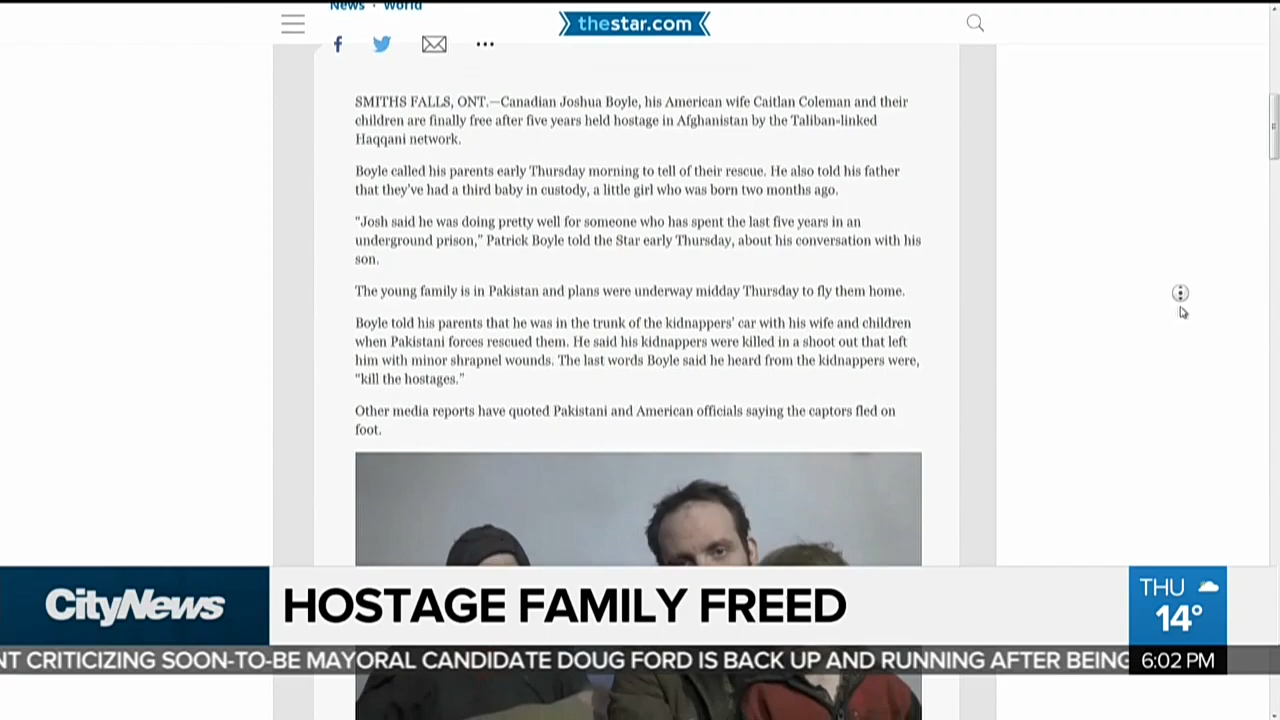 News · World
thestar.com
SMITHS FALLS, ONT.—Canadian Joshua Boyle, his American wife Caitlan Coleman and their
children are finally free after five years held hostage in Afghanistan by the Taliban-linked
Haqqani network.
Boyle called his parents early Thursday morning to tell of their rescue. He also told his father
that they've had a third baby in custody, a little girl who was born two months ago.
“Josh said he was doing pretty well for someone who has spent the last five years in an
underground prison,” Patrick Boyle told the Star early Thursday, about his conversation with his
son.
The young family is in Pakistan and plans were underway midday Thursday to fly them home.
Boyle told his parents that he was in the trunk of the kidnappers’ car with his wife and children
when Pakistani forces rescued them. He said his kidnappers were killed in a shoot out that left
him with minor shrapnel wounds. The last words Boyle said he heard from the kidnappers were,
“kill the hostages.”
Other media reports have quoted Pakistani and American officials saying the captors fled on
foot.
CityNews
HOSTAGE FAMILY FREED
THU
14°
NT CRITICIZING SOON-TO-BE MAYORAL CANDIDATE DOUG FORD IS BACK UP AND RUNNING AFTER BEING
6:02 PM